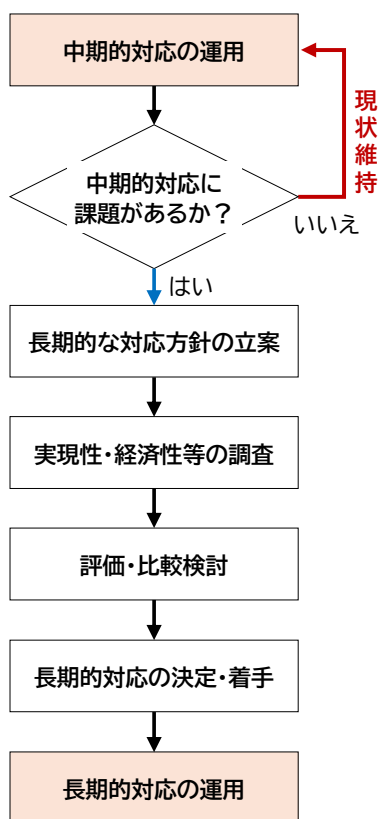 中期的対応の運用
現状維持
中期的対応に
課題があるか？
いいえ
はい
長期的な対応方針の立案
実現性・経済性等の調査
評価・比較検討
長期的対応の決定・着手
長期的対応の運用